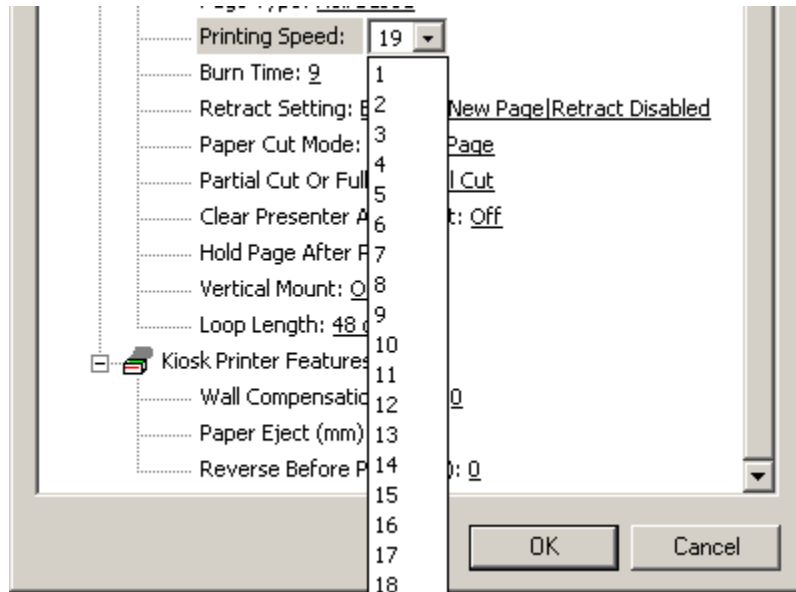 Printing Speed: 19
Burn Time: 9
1
Retract Setting: New Page|Retract Disabled
2
Paper Cut Mode: Page
3
4
Partial Cut Or Full l Cut
5
Clear Presenter A t: Off
6
Hold Page After P
7
Vertical Mount: O
8
9
Loop Length: 48
10
Kiosk Printer Features
11
Wall Compensatio 0
12
Paper Eject (mm)
13
Reverse Before P ): 0
14
15
16
17
18
OK Cancel